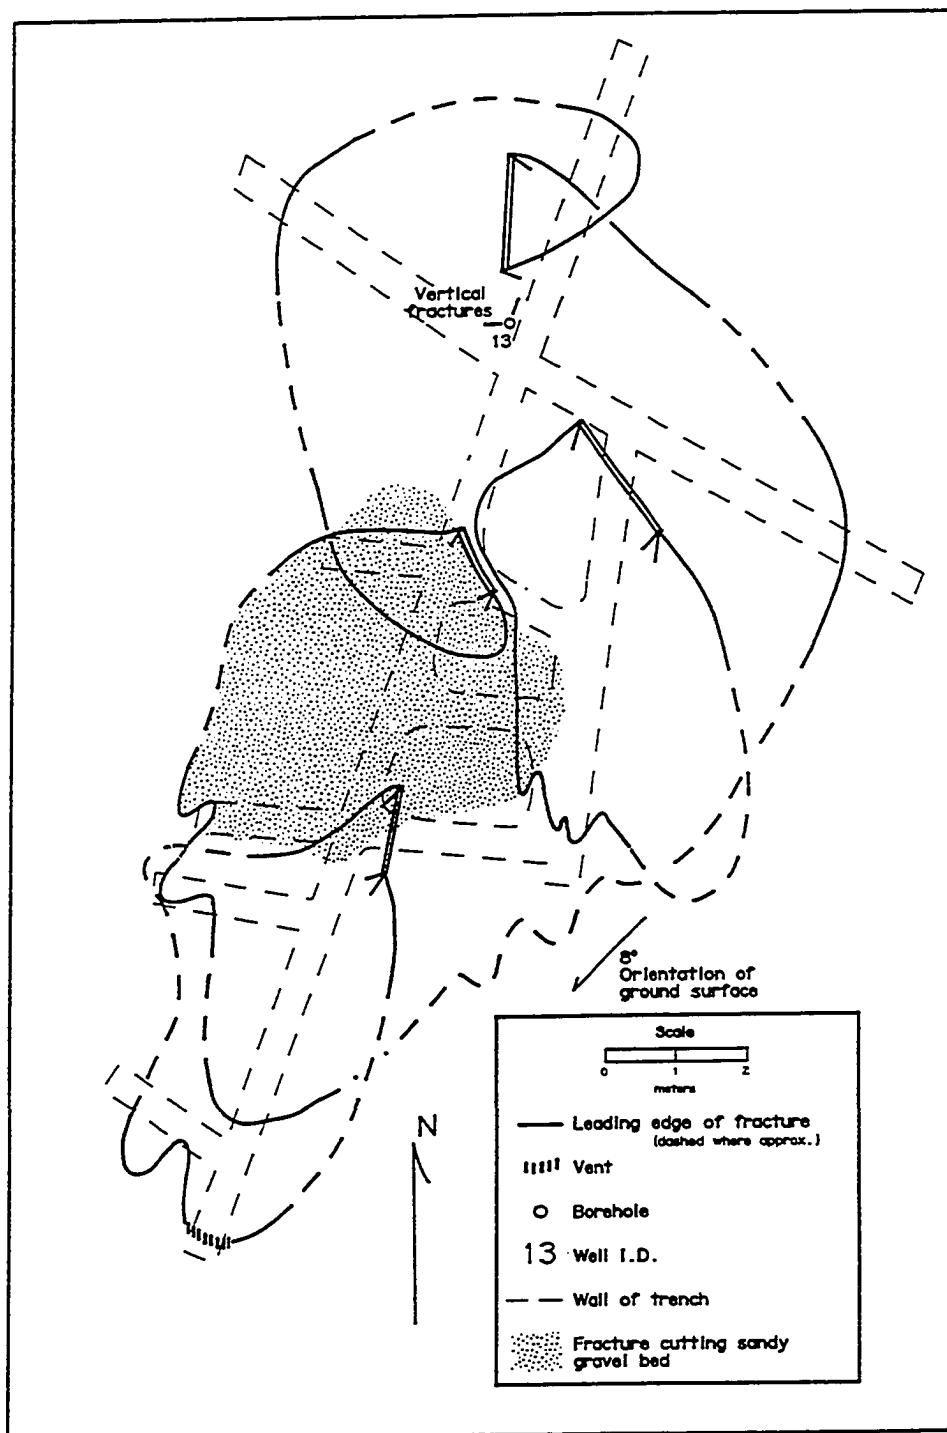 Vertical
fractures
13
8°
Orientation of
ground surface
N
Scale
0 1 2
meters
Leading edge of fracture
(dashed where approx.)
Vent
Borehole
13 Well I.D.
Wall of trench
Fracture cutting sandy
gravel bed